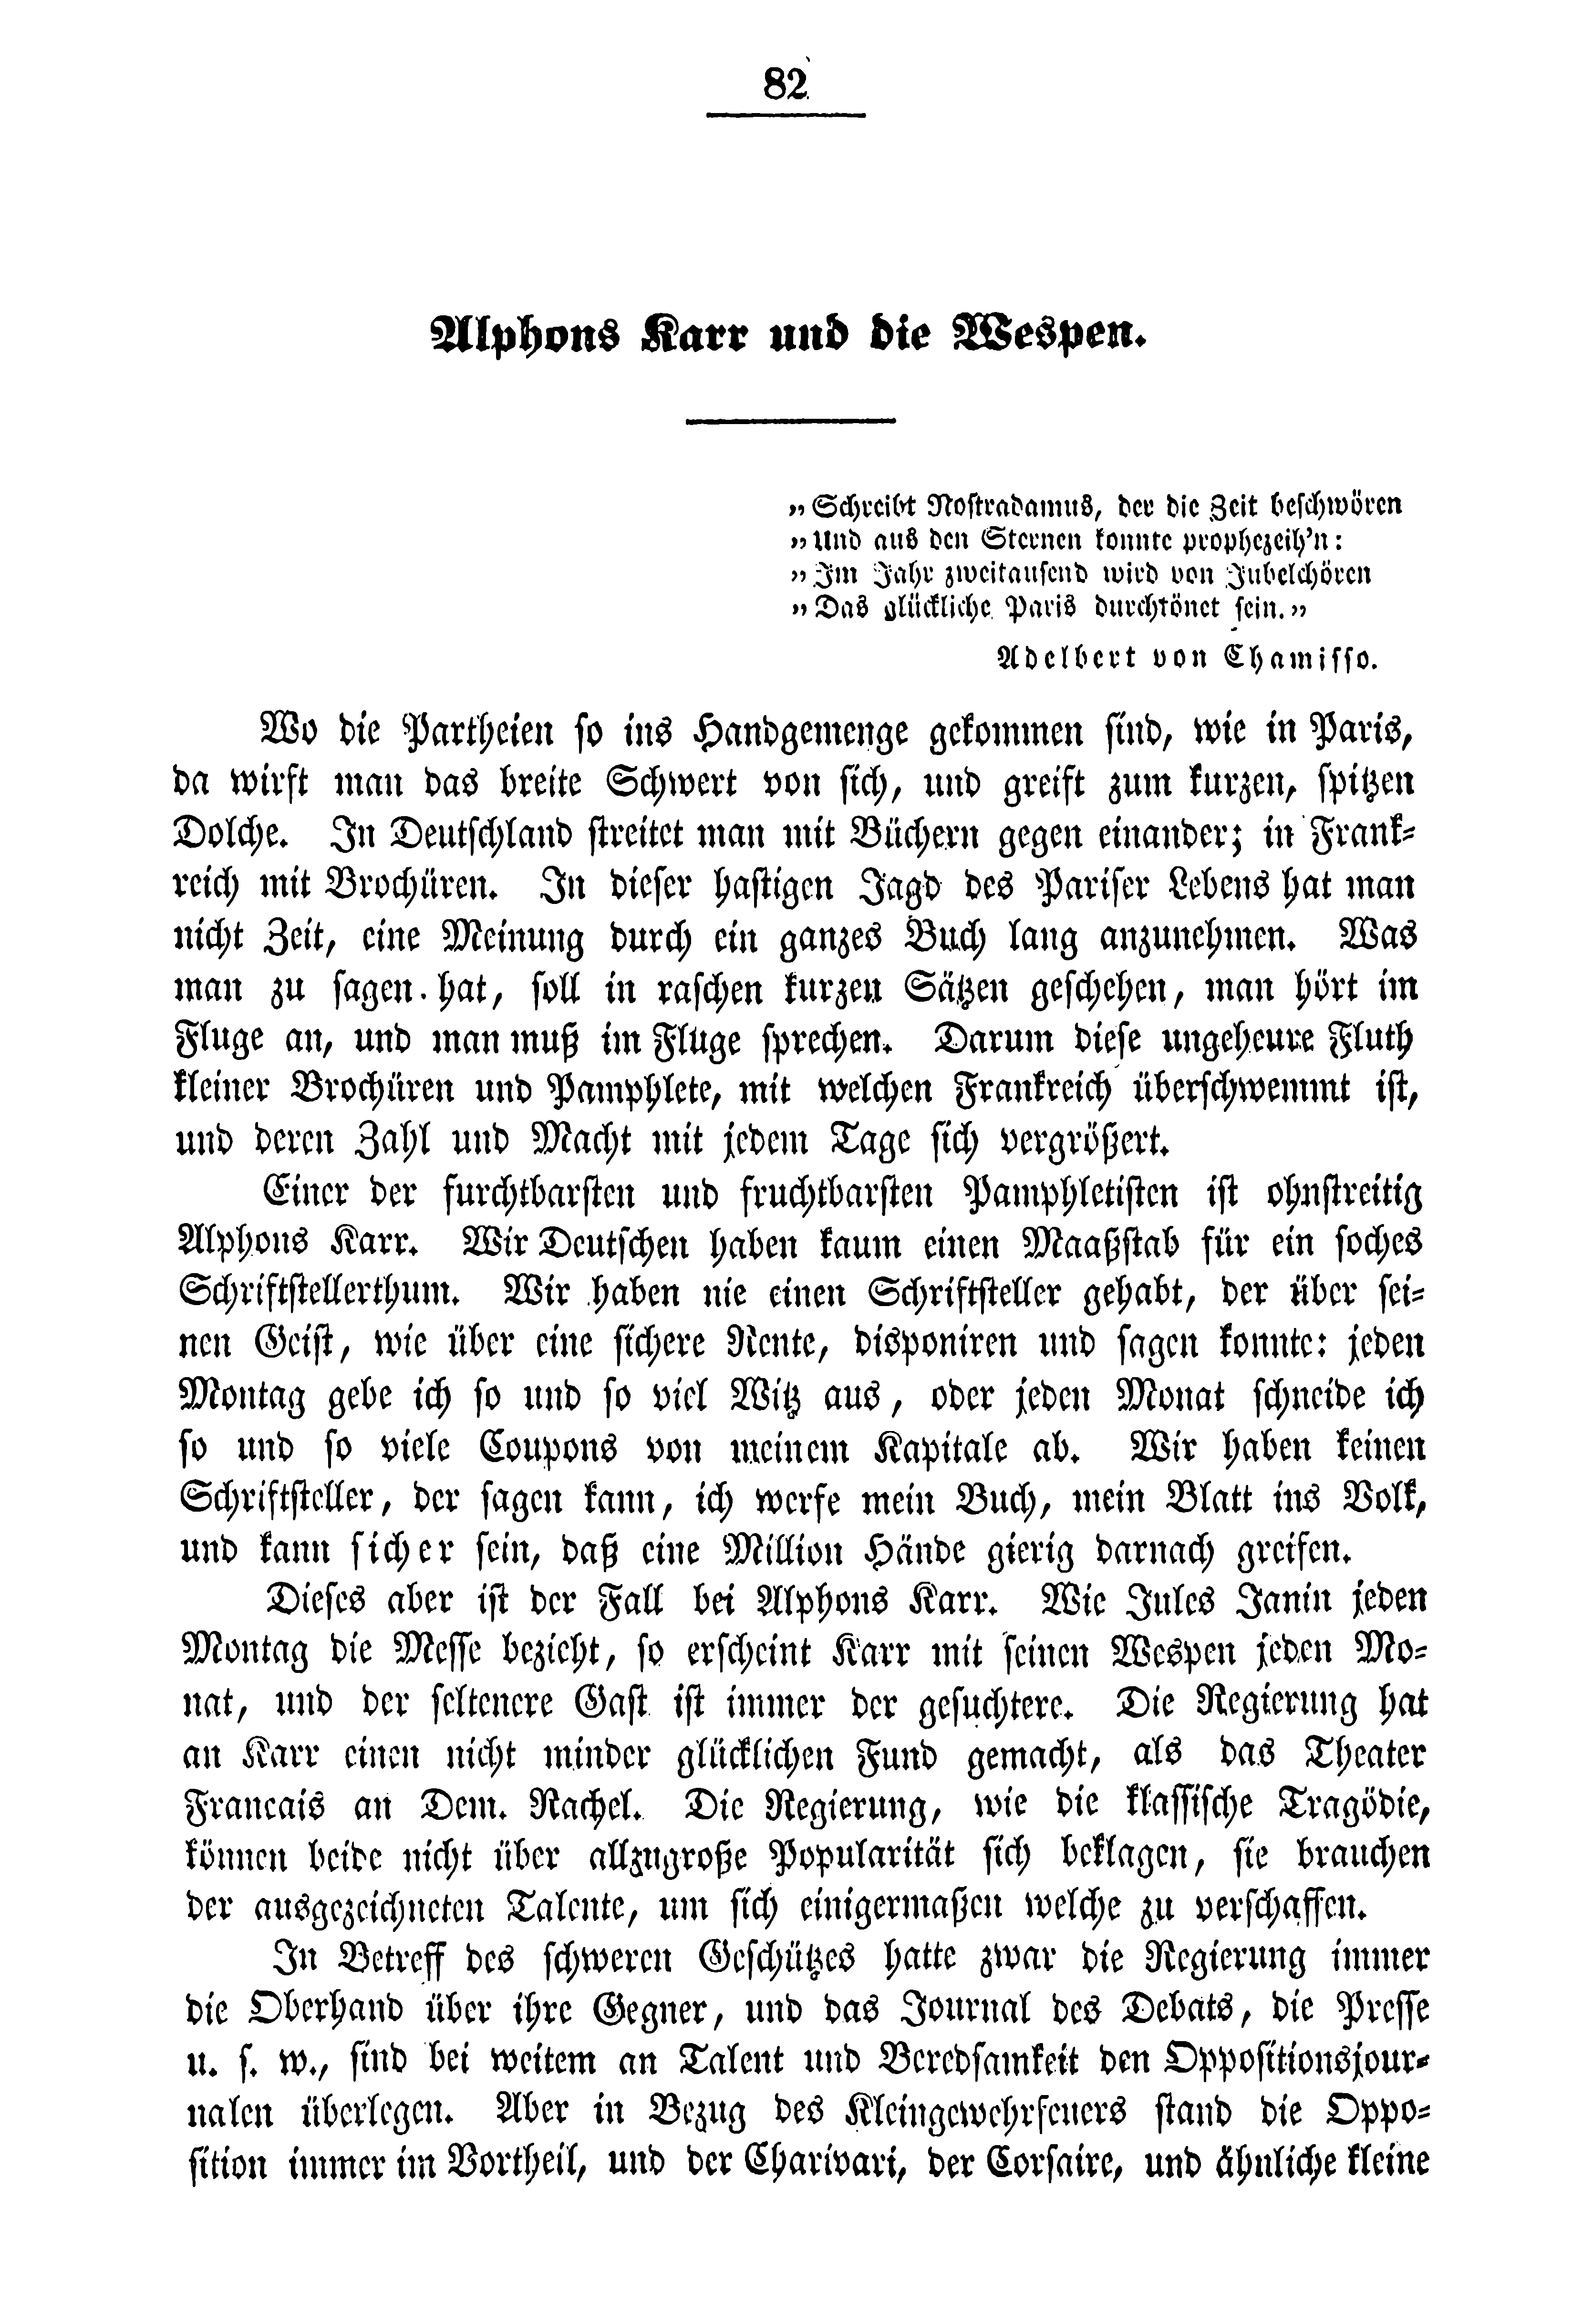 82
Alphons Karr und die Wespen.
„Schreibt Nostradamus, der die Zeit beschwören
„Und aus den Sternen konnte prophezeih'n:
„Im Jahr zweitausend wird von Jubelchören
„Das glückliche Paris durchtönet sein.„
Adelbert von Chamisso.
Wo die Partheien so ins Handgemenge gekommen sind, wie in Paris,
da wirft man das breite Schwert von sich, und greift zum kurzen, spitzen
Dolche. In Deutschland streitet man mit Büchern gegen einander; in Frank-
reich mit Brochüren. In dieser hastigen Jagd des Pariser Lebens hat man
nicht Zeit, eine Meinung durch ein ganzes Buch lang anzunehmen. Was
man zu sagen hat, soll in raschen kurzen Sätzen geschehen, man hört im
Fluge an, und man muß im Fluge sprechen. Darum diese ungeheure Fluth
kleiner Brochüren und Pamphlete, mit welchen Frankreich überschwemmt ist,
und deren Zahl und Macht mit jedem Tage sich vergrößert.
Einer der furchtbarsten und fruchtbarsten Pamphletisten ist ohnstreitig
Alphons Karr. Wir Deutschen haben kaum einen Maaßstab für ein soches
Schriftstellerthum. Wir haben nie einen Schriftsteller gehabt, der über sei-
nen Geist, wie über eine sichere Rente, disponiren und sagen konnte: jeden
Montag gebe ich so und so viel Witz aus, oder jeden Monat schneide ich
so und so viele Coupons von meinem Kapitale ab. Wir haben keinen
Schriftsteller, der sagen kann, ich werfe mein Buch, mein Blatt ins Volk,
und kann sicher sein, daß eine Million Hände gierig darnach greifen.
Dieses aber ist der Fall bei Alphons Karr. Wie Jules Janin jeden
Montag die Messe bezieht, so erscheint Karr mit seinen Wespen jeden Mo-
nat, und der seltenere Gast ist immer der gesuchtere. Die Regierung hat
an Karr einen nicht minder glücklichen Fund gemacht, als das Theater
Francais an Dem. Rachel. Die Regierung, wie die klassische Tragödie,
können beide nicht über allzugroße Popularität sich beklagen, sie brauchen
der ausgezeichneten Talente, um sich einigermaßen welche zu verschaffen.
In Betreff des schweren Geschützes hatte zwar die Regierung immer
die Oberhand über ihre Gegner, und das Journal des Debats, die Presse
u. s. w., sind bei weitem an Talent und Beredsamkeit den Oppositionsjour-
nalen überlegen. Aber in Bezug des Kleingewehrfeuers stand die Oppo-
sition immer im Vortheil, und der Charivari, der Corsaire, und ähnliche kleine